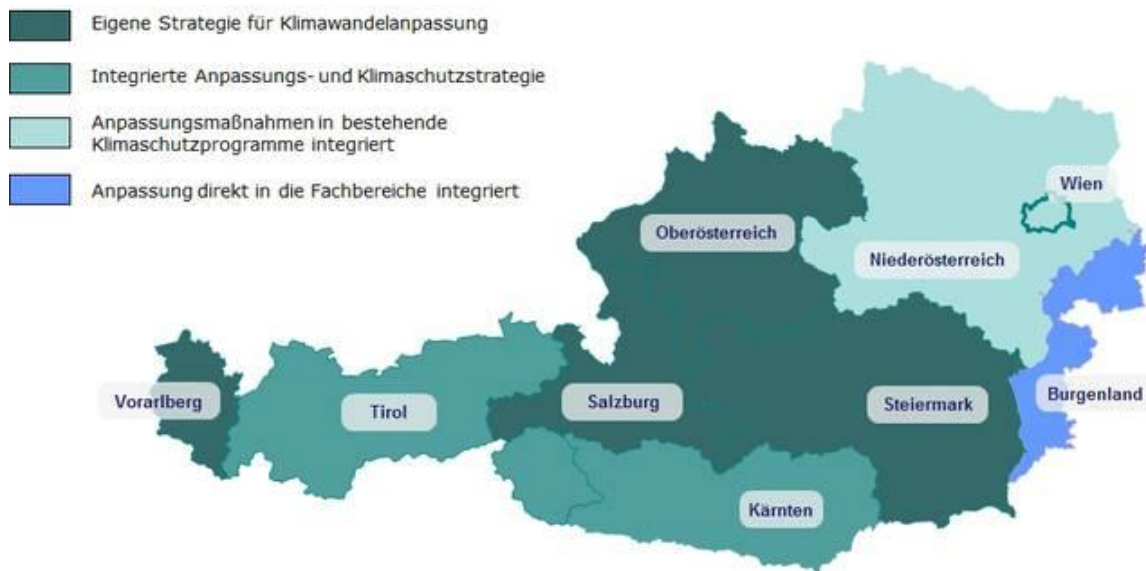 Eigene Strategie für Klimawandelanpassung
Integrierte Anpassungs- und Klimaschutzstrategie
Anpassungsmaßnahmen in bestehende
Klimaschutzprogramme integriert
Anpassung direkt in die Fachbereiche integriert
Wien
Oberösterreich
Niederösterreich
Vorarlberg
Tirol
Salzburg
Steiermark
Burgenland
Kärnten